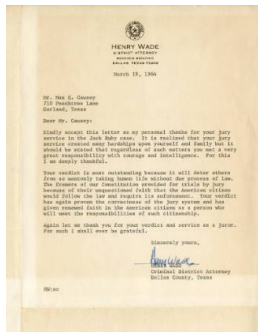 HENRY WADE
DISTRICT ATTORNEY
RECORDS BUILDING
DALLAS, TEXAS
March 19, 1964
Mr. Max E. Causey
Garland, Texas
Dear Mr. Causey:
Kindly accept this letter as my personal thanks for your jury
service in the Jack Ruby case. It is realized that your jury
service created many hardships upon yourself and family but it
should be stated that regardless of such matters you met a very
great responsibility with courage and intelligence. For this
I am deeply thankful.
Your verdict is most outstanding because it will deter others
from so senselessly taking human life without due process of law.
The framers of our Constitution provided for trials by jury
because of their unquestioned faith that the American citizen
would follow the law and require its enforcement. Your verdict
has again proven the correctness of the jury system and has
given renewed faith in the American citizen as a person who
will meet the responsibilities of such citizenship.
Again let me thank you for your verdict and service as a juror.
For such I shall ever be grateful.
Sincerely yours,
Henry Wade
Criminal District Attorney
Dallas County, Texas